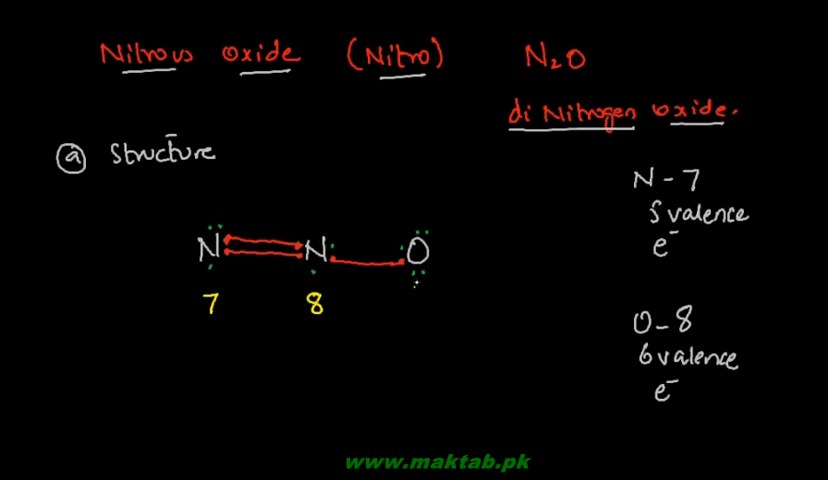 Nitrous oxide (Nitro) N₂O
di Nitrogen oxide.
(a) Structure
N - 7
5 valence
e⁻
N N O
7 8
O - 8
6 valence
e⁻
www.maktab.pk